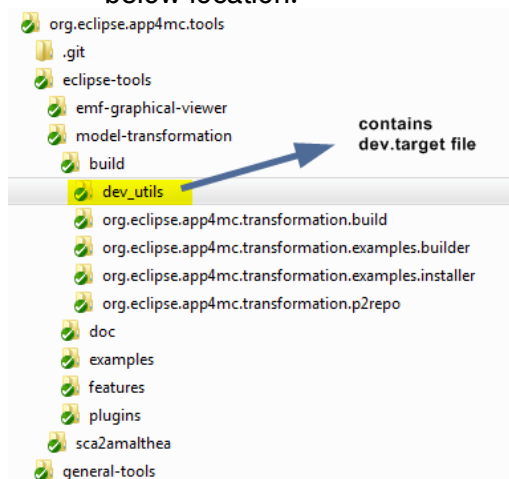 below location.
org.eclipse.app4mc.tools
.git
eclipse-tools
emf-graphical-viewer
model-transformation
contains
dev.target file
build
dev_utils
org.eclipse.app4mc.transformation.build
org.eclipse.app4mc.transformation.examples.builder
org.eclipse.app4mc.transformation.examples.installer
org.eclipse.app4mc.transformation.p2repo
doc
examples
features
plugins
sca2amalthea
general-tools